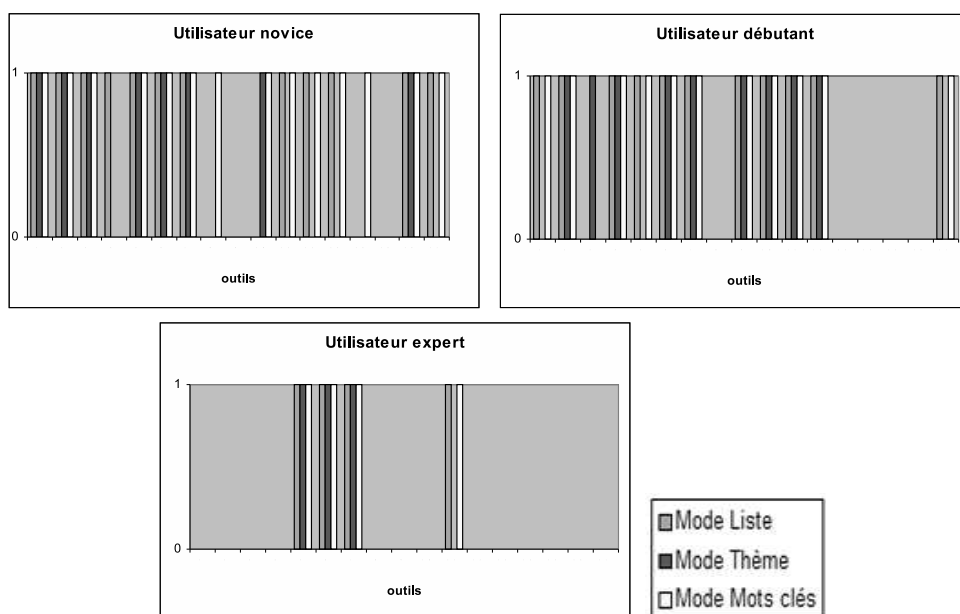 Utilisateur novice
1
0
outils
Utilisateur débutant
1
0
outils
Utilisateur expert
1
0
outils
Mode Liste
Mode Thème
Mode Mots clés